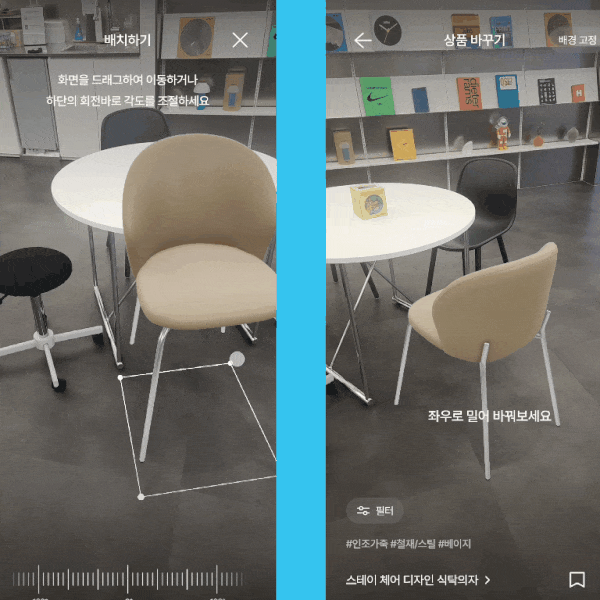 배치하기
화면을 드래그하여 이동하거나
하단의 회전바로 각도를 조절하세요
상품 바꾸기
배경 고정
좌우로 밀어 바꿔보세요
필터
#인조가죽 #철재/스틸 #베이지
스테이 체어 디자인 식탁의자